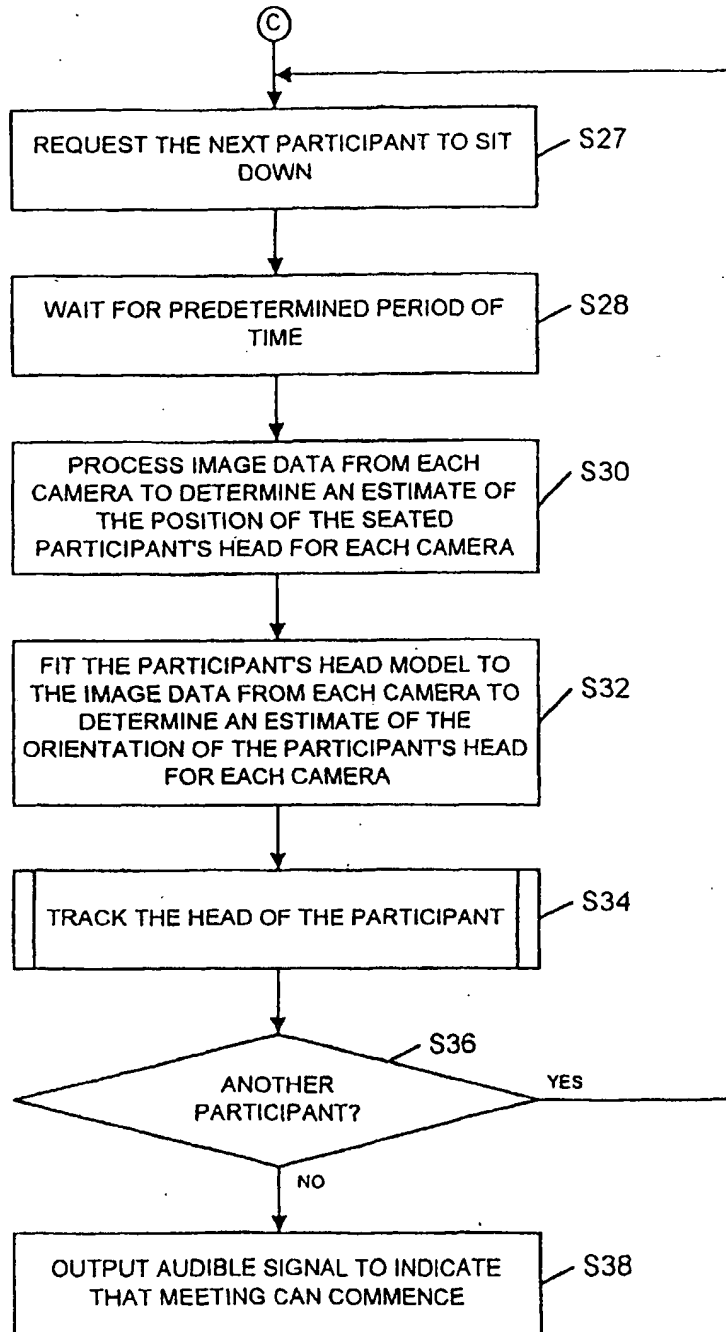 C
REQUEST THE NEXT PARTICIPANT TO SIT
DOWN
S27
WAIT FOR PREDETERMINED PERIOD OF
TIME
S28
PROCESS IMAGE DATA FROM EACH
CAMERA TO DETERMINE AN ESTIMATE OF
THE POSITION OF THE SEATED
PARTICIPANT'S HEAD FOR EACH CAMERA
S30
FIT THE PARTICIPANT'S HEAD MODEL TO
THE IMAGE DATA FROM EACH CAMERA TO
DETERMINE AN ESTIMATE OF THE
ORIENTATION OF THE PARTICIPANT'S HEAD
FOR EACH CAMERA
S32
TRACK THE HEAD OF THE PARTICIPANT
S34
S36
ANOTHER
PARTICIPANT?
YES
NO
OUTPUT AUDIBLE SIGNAL TO INDICATE
THAT MEETING CAN COMMENCE
S38